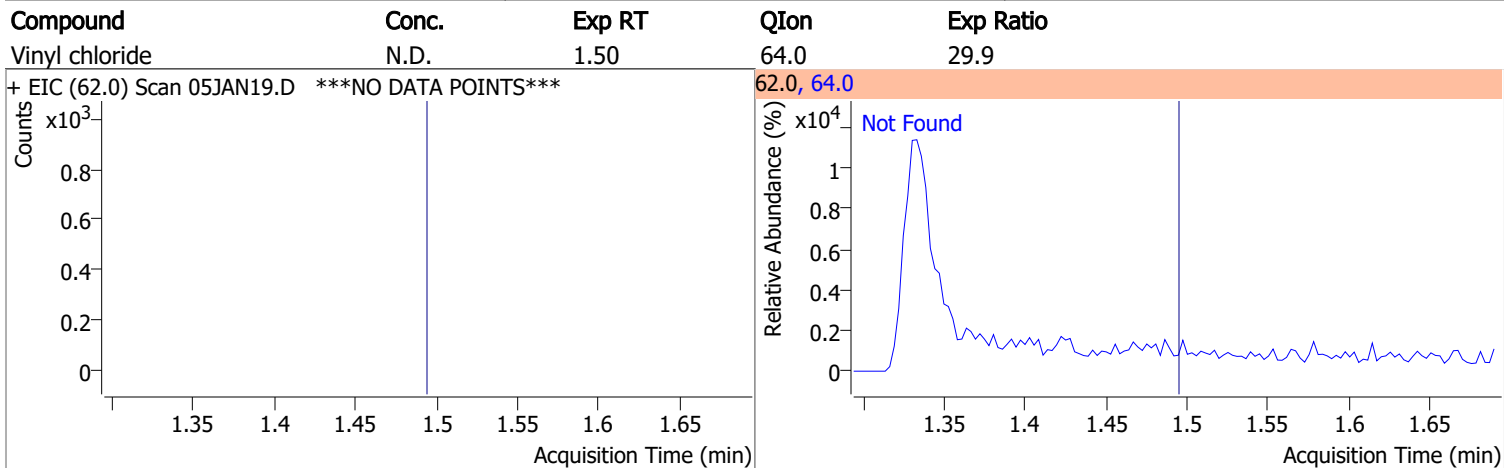 Compound Conc. Exp RT QIon Exp Ratio
Vinyl chloride N.D. 1.50 64.0 29.9
+ EIC (62.0) Scan 05JAN19.D ***NO DATA POINTS***
Counts
x10³
0.8
0.6
0.4
0.2
0
1.35 1.4 1.45 1.5 1.55 1.6 1.65
Acquisition Time (min)
62.0, 64.0
Relative Abundance (%)
x10⁴
Not Found
1
0.8
0.6
0.4
0.2
0
1.35 1.4 1.45 1.5 1.55 1.6 1.65
Acquisition Time (min)